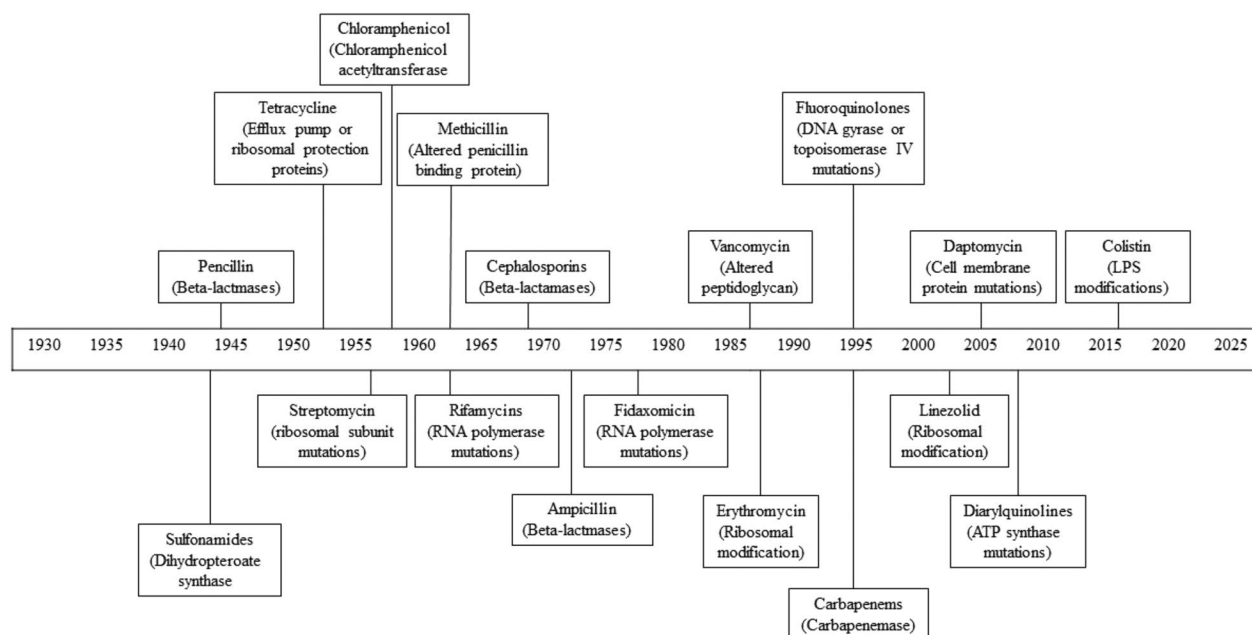 Chloramphenicol
(Chloramphenicol
acetyltransferase
Tetracycline
(Efflux pump or
ribosomal protection
proteins)
Methicillin
(Altered penicillin
binding protein)
Fluoroquinolones
(DNA gyrase or
topoisomerase IV
mutations)
Pencillin
(Beta-lactmases)
Cephalosporins
(Beta-lactamases)
Vancomycin
(Altered
peptidoglycan)
Daptomycin
(Cell membrane
protein mutations)
Colistin
(LPS
modifications)
1930 1935 1940 1945 1950 1955 1960 1965 1970 1975 1980 1985 1990 1995 2000 2005 2010 2015 2020 2025
Streptomycin
(ribosomal subunit
mutations)
Rifamycins
(RNA polymerase
mutations)
Fidaxomicin
(RNA polymerase
mutations)
Linezolid
(Ribosomal
modification)
Ampicillin
(Beta-lactmases)
Erythromycin
(Ribosomal
modification)
Diarylquinolines
(ATP synthase
mutations)
Sulfonamides
(Dihydropteroate
synthase
Carbapenems
(Carbapenemase)